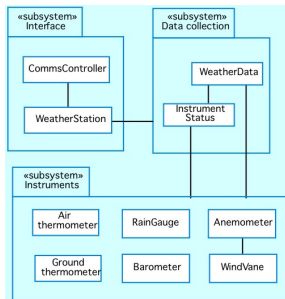 «subsystem»
Interface
«subsystem»
Data collection
CommsController
WeatherData
WeatherStation
Instrument
Status
«subsystem»
Instruments
Air
thermometer
RainGauge
Anemometer
Ground
thermometer
Barometer
WindVane